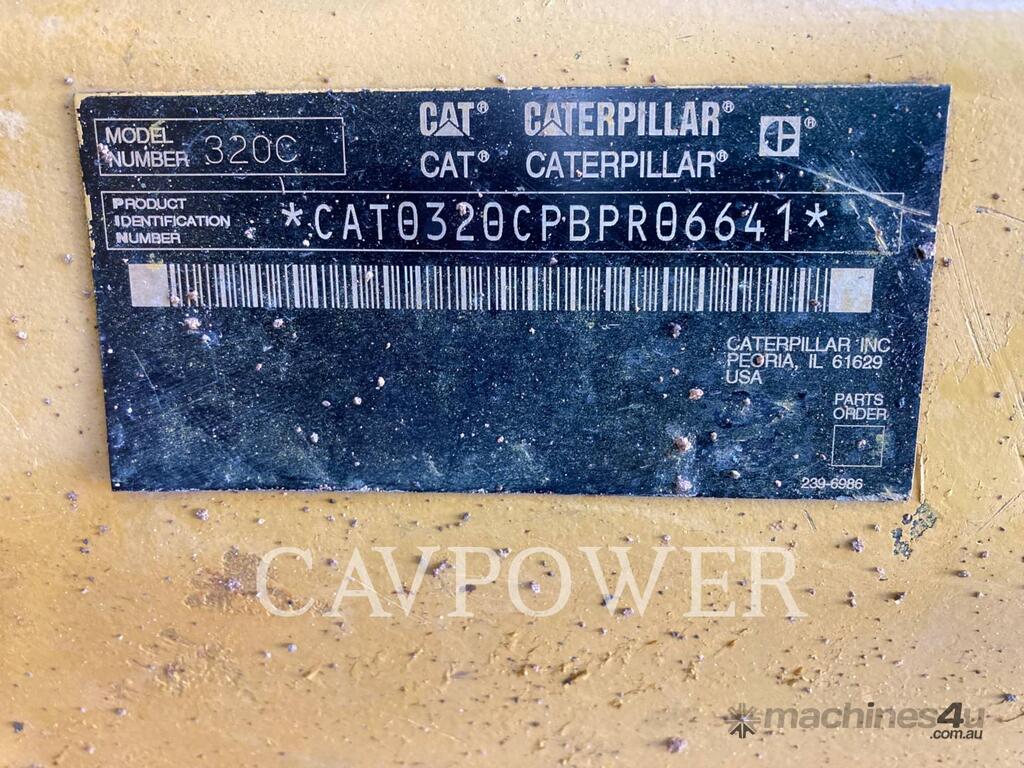 MODEL
NUMBER 320C
CAT® CATERPILLAR®
CAT® CATERPILLAR®
®
PRODUCT
IDENTIFICATION
NUMBER
*CAT0320CPBPR06641*
CATERPILLAR INC
PEORIA, IL 61629
USA
PARTS
ORDER
239-6986
CAVPOWER
machines4u
.com.au